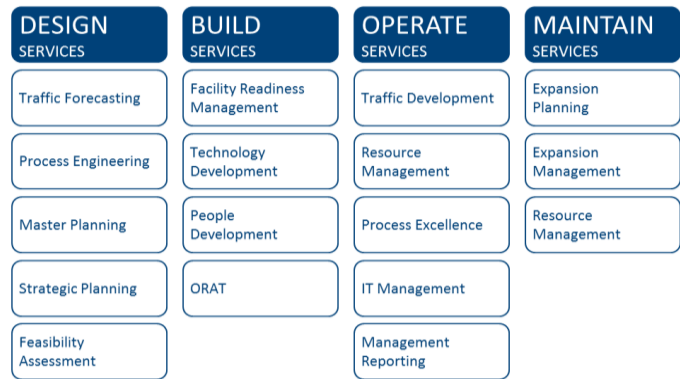 DESIGN
SERVICES
Traffic Forecasting
Process Engineering
Master Planning
Strategic Planning
Feasibility
Assessment
BUILD
SERVICES
Facility Readiness
Management
Technology
Development
People
Development
ORAT
OPERATE
SERVICES
Traffic Development
Resource
Management
Process Excellence
IT Management
Management
Reporting
MAINTAIN
SERVICES
Expansion
Planning
Expansion
Management
Resource
Management